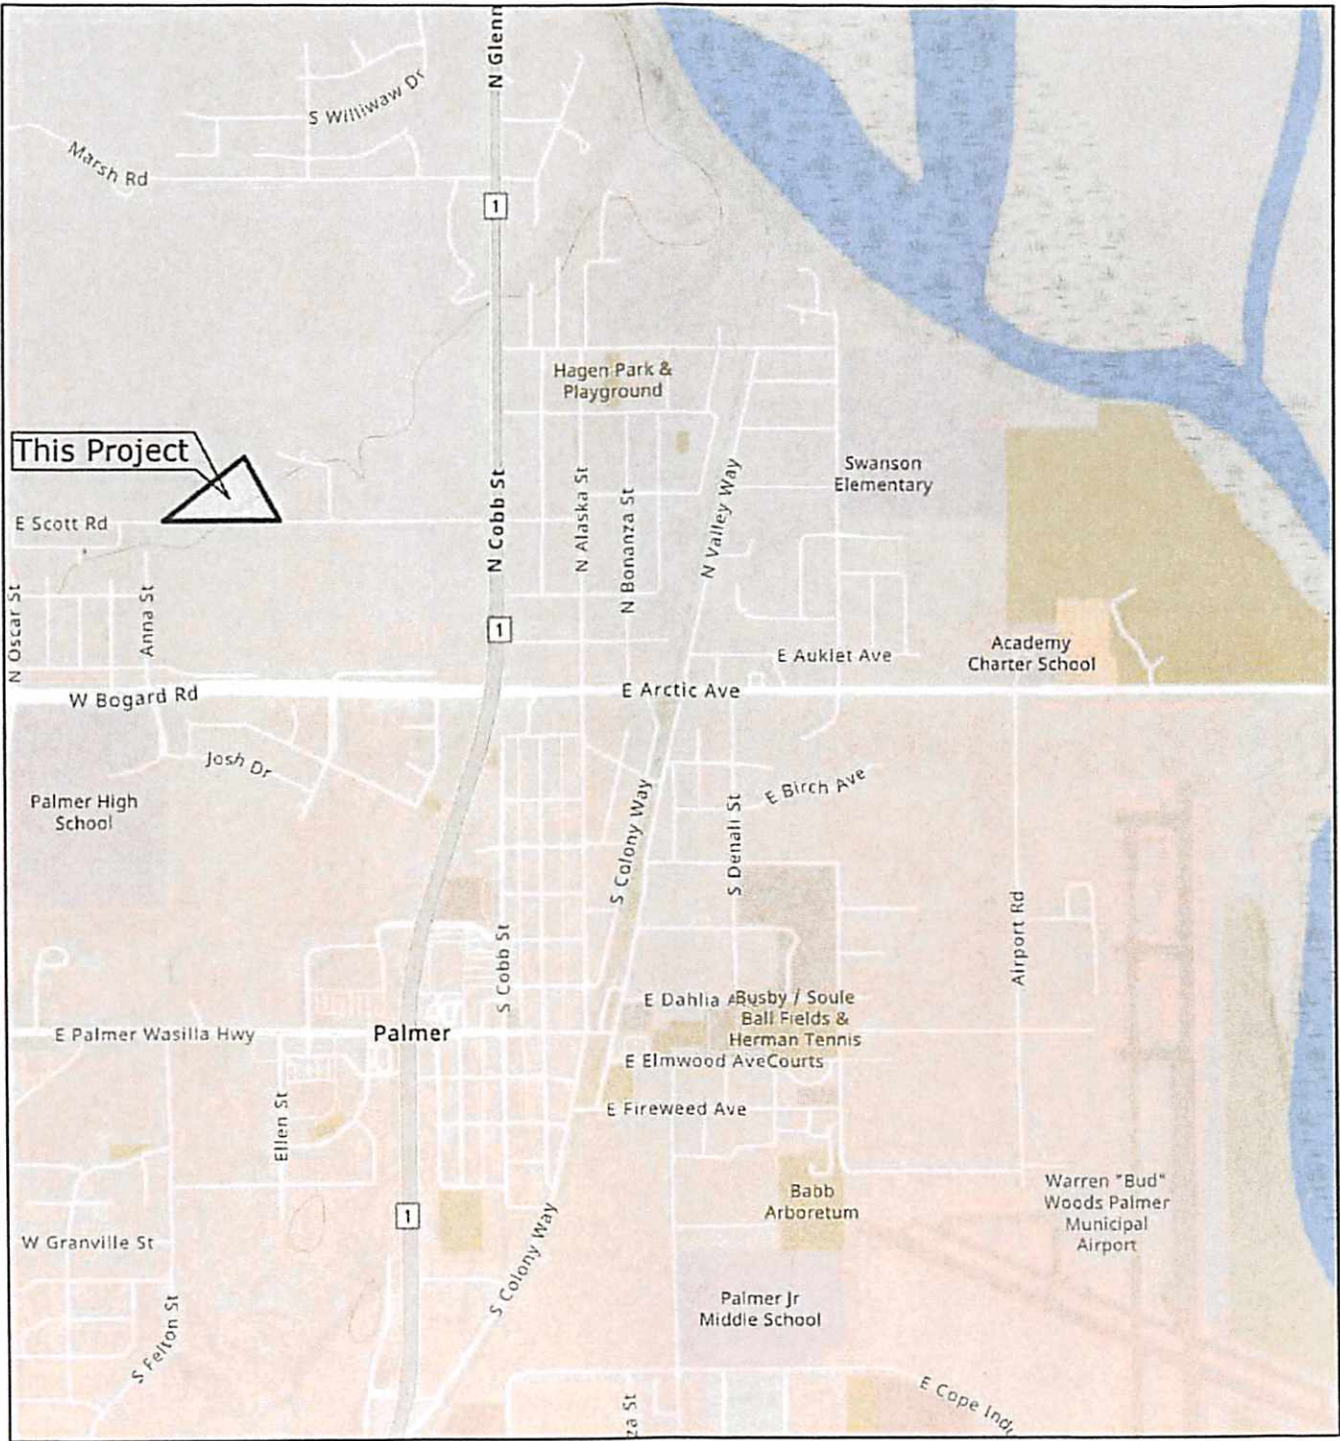 N Glenn
S Williwaw Dr
Marsh Rd
1
Hagen Park &
Playground
This Project
Swanson
Elementary
E Scott Rd
N Cobb St
N Alaska St
N Bonanza St
N Valley Way
N Oscar St
Anna St
1
Academy
Charter School
E Auklet Ave
W Bogard Rd
E Arctic Ave
Josh Dr
Palmer High
School
E Birch Ave
S Colony Way
S Denali St
Airport Rd
S Cobb St
E Dahlia A
Busby / Soule
Ball Fields &
Herman Tennis
Courts
E Palmer Wasilla Hwy
Palmer
E Elmwood Ave
E Fireweed Ave
Ellen St
Babb
Arboretum
Warren "Bud"
Woods Palmer
Municipal
Airport
1
W Granville St
S Colony Way
Palmer Jr
Middle School
S Felton St
E Cope Indu
za St